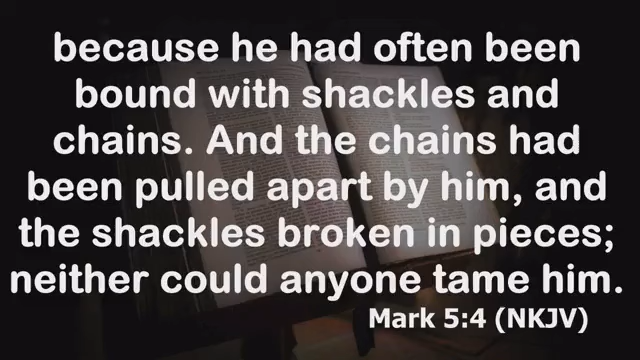 because he had often been
bound with shackles and
chains. And the chains had
been pulled apart by him, and
the shackles broken in pieces;
neither could anyone tame him.
Mark 5:4 (NKJV)